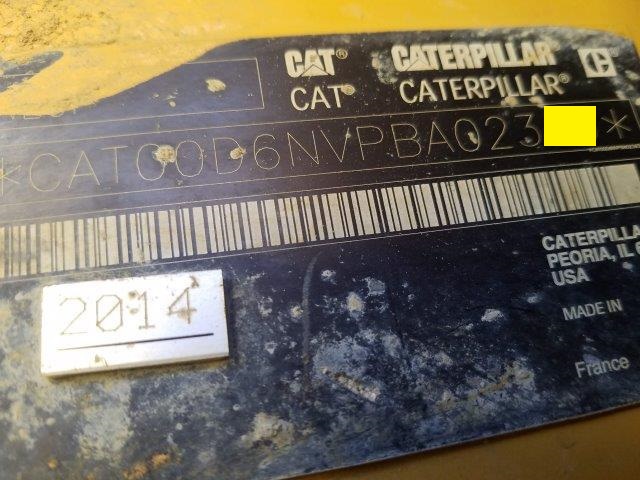 CAT® CATERPILLAR®
CAT® CATERPILLAR®
*CAT00D6NVPBA023 *
CATERPILLA
PEORIA, IL
USA
2014
MADE IN
France